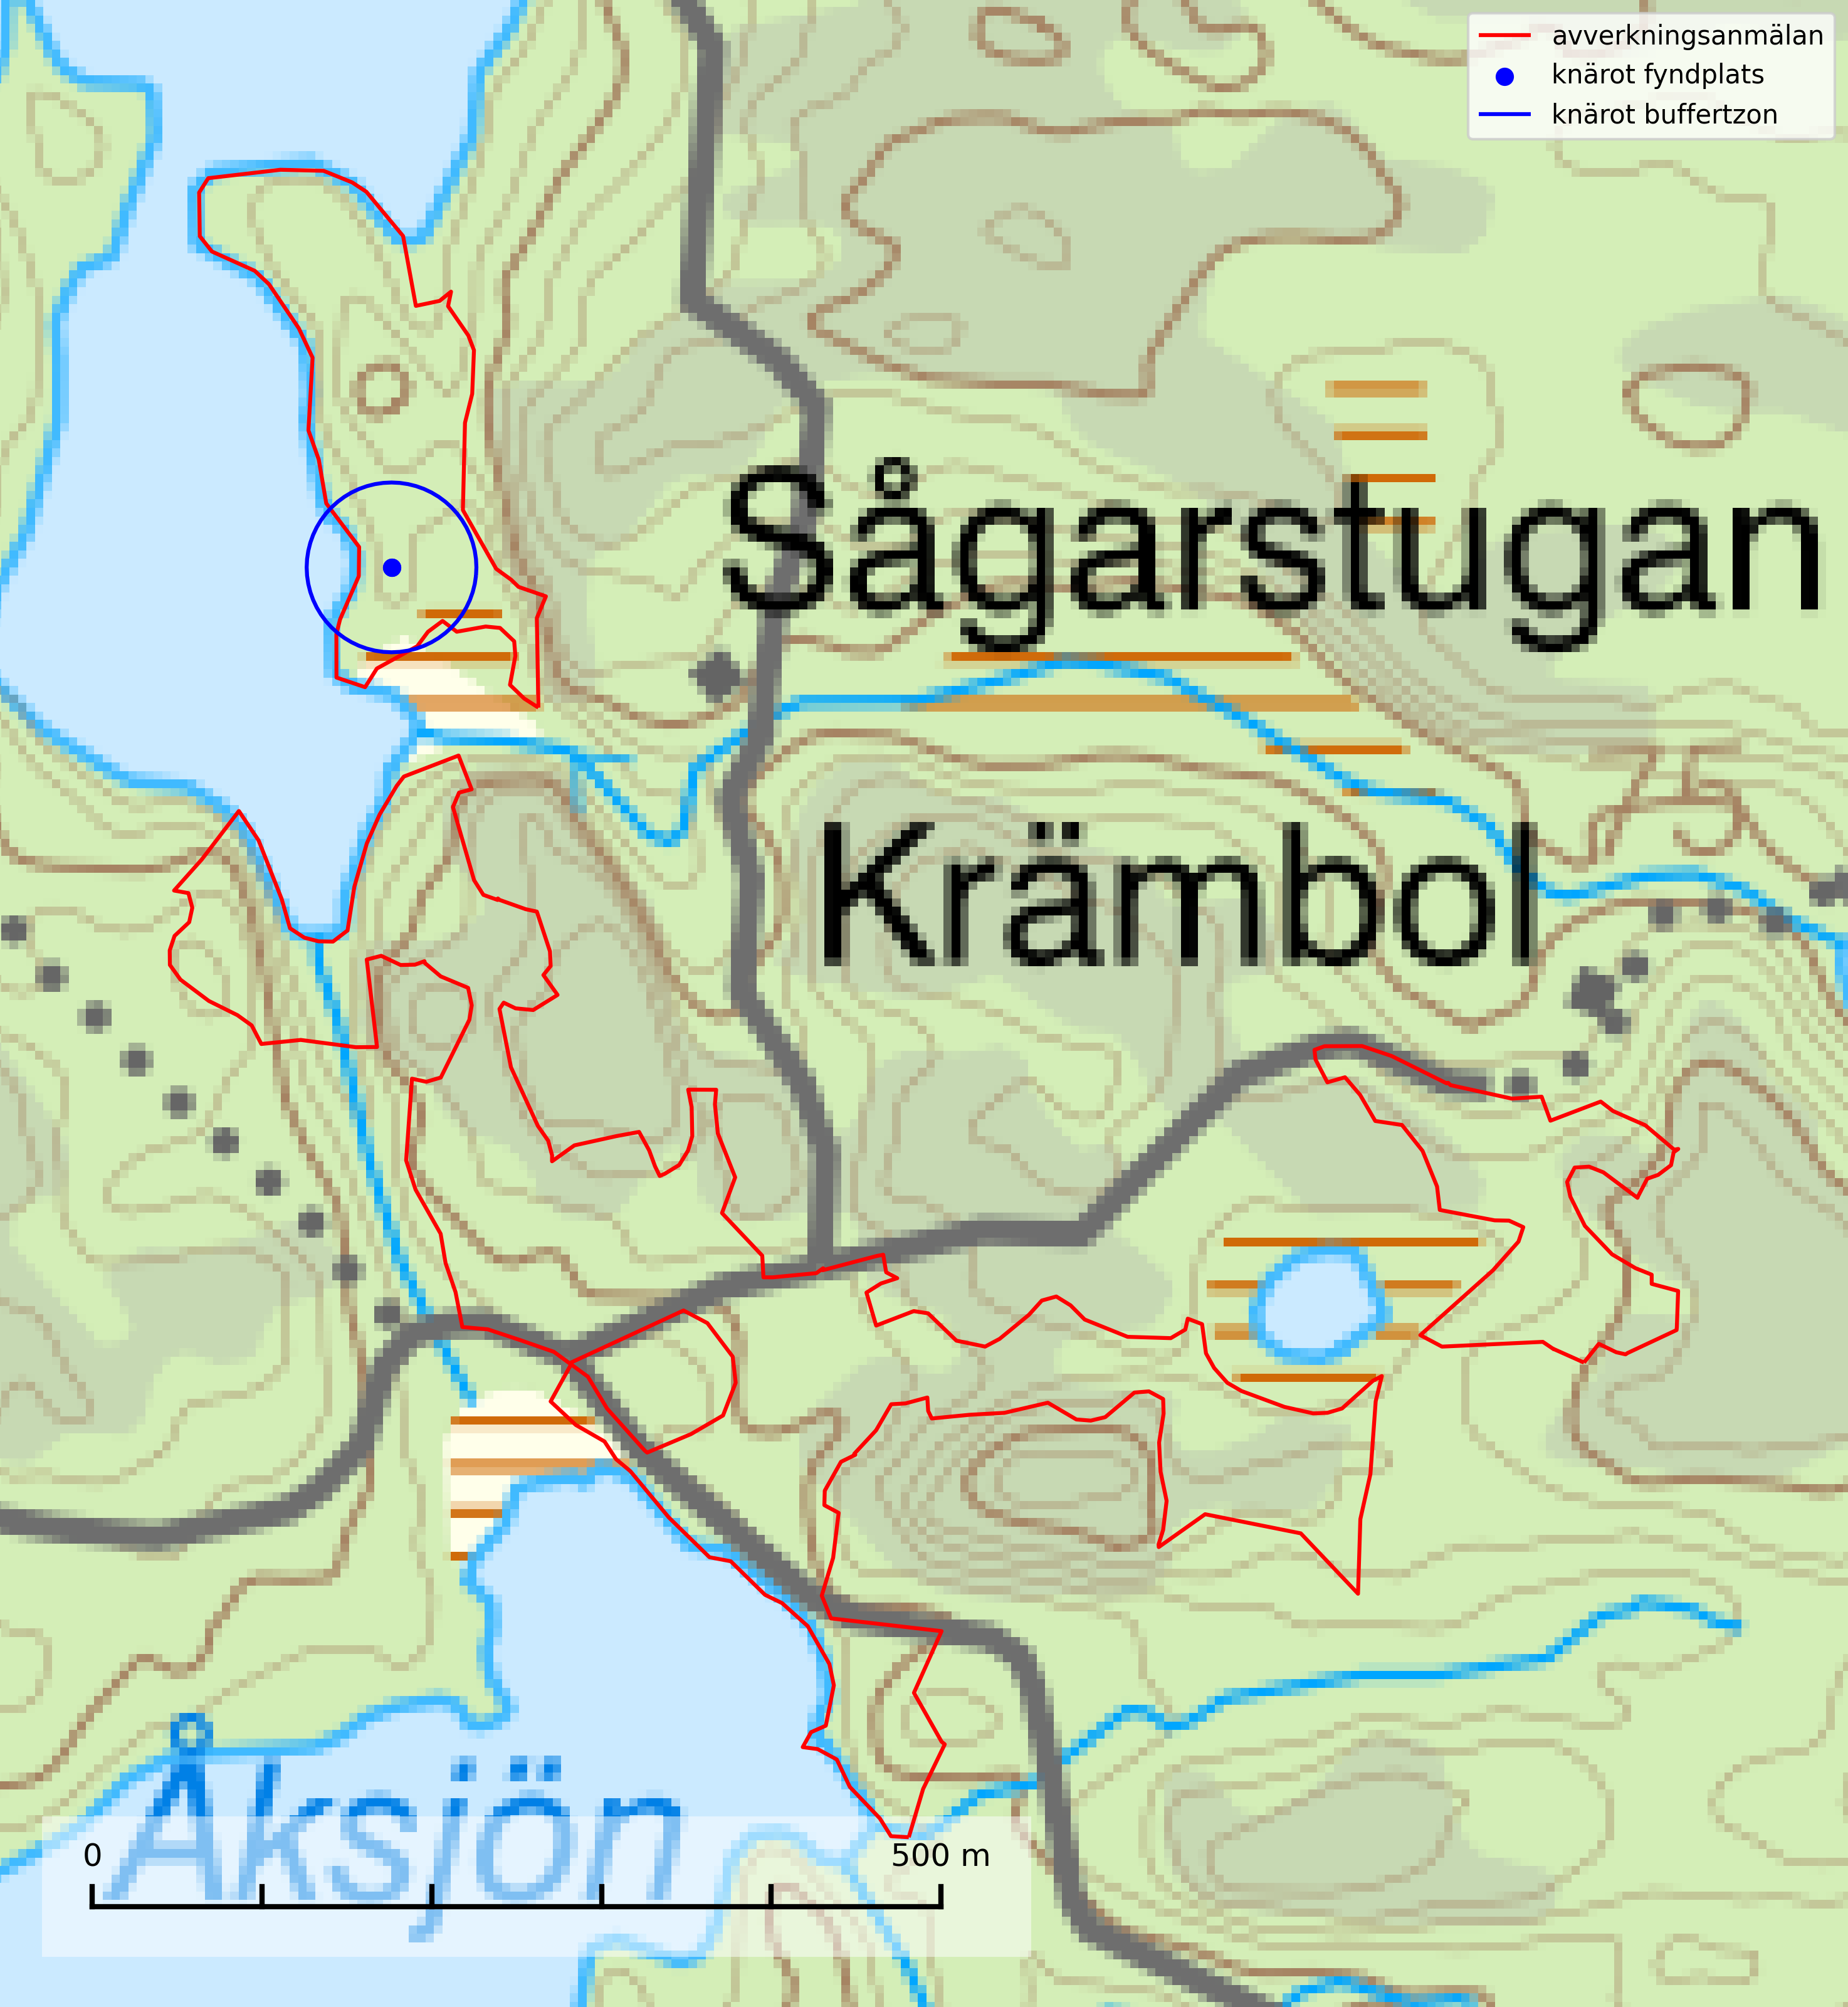 avverkningsanmälan
knärot fyndplats
knärot buffertzon
Sågarstugan
Krämbol
Åksjön
0 500 m